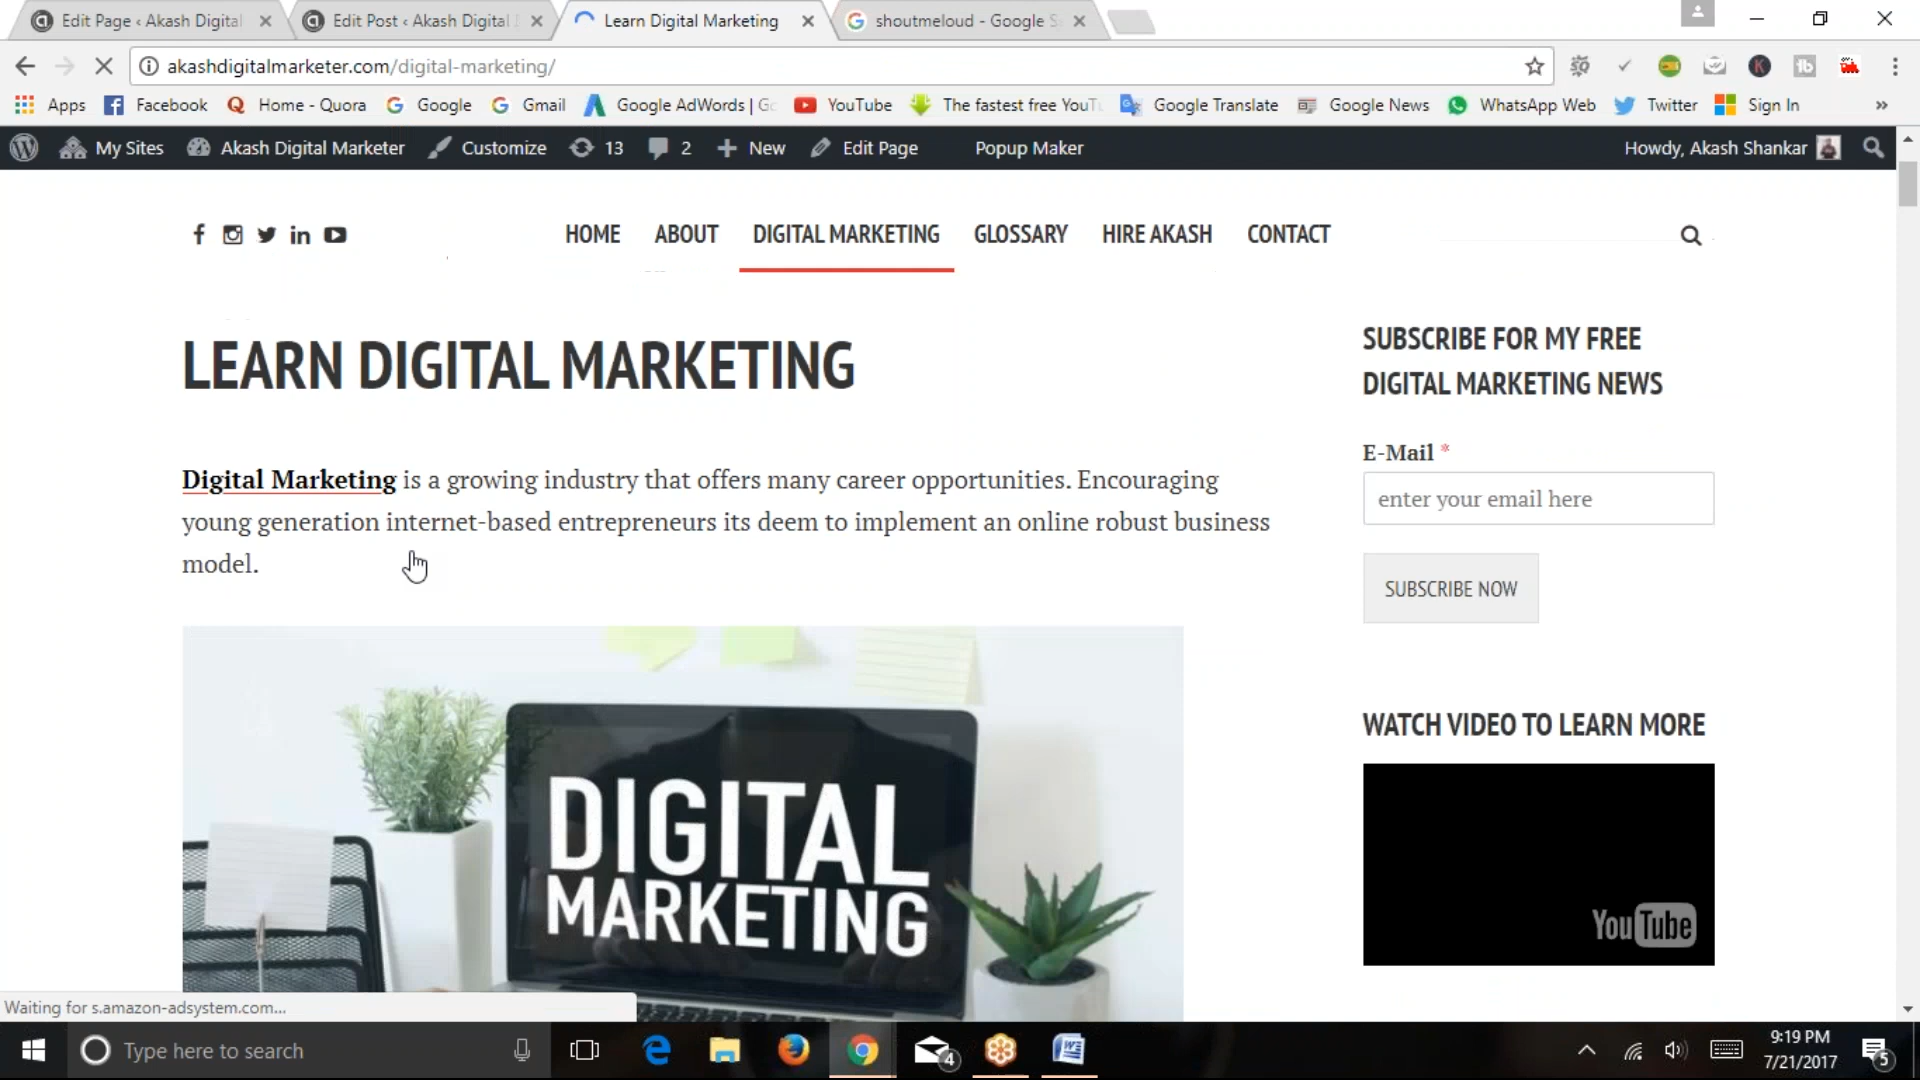 Edit Page ‹ Akash Digital
Edit Post ‹ Akash Digital
Learn Digital Marketing
shoutmeloud - Google S
akashdigitalmarketer.com/digital-marketing/
Apps
Facebook
Home - Quora
Google
Gmail
Google AdWords | Go
YouTube
The fastest free YouT
Google Translate
Google News
WhatsApp Web
Twitter
Sign In
»
My Sites
Akash Digital Marketer
Customize
13
2
New
Edit Page
Popup Maker
Howdy, Akash Shankar
HOME
ABOUT
DIGITAL MARKETING
GLOSSARY
HIRE AKASH
CONTACT
LEARN DIGITAL MARKETING
Digital Marketing is a growing industry that offers many career opportunities. Encouraging
young generation internet-based entrepreneurs its deem to implement an online robust business
model.
DIGITAL
MARKETING
SUBSCRIBE FOR MY FREE
DIGITAL MARKETING NEWS
E-Mail *
enter your email here
SUBSCRIBE NOW
WATCH VIDEO TO LEARN MORE
YouTube
Waiting for s.amazon-adsystem.com...
Type here to search
4
9:19 PM
7/21/2017
5